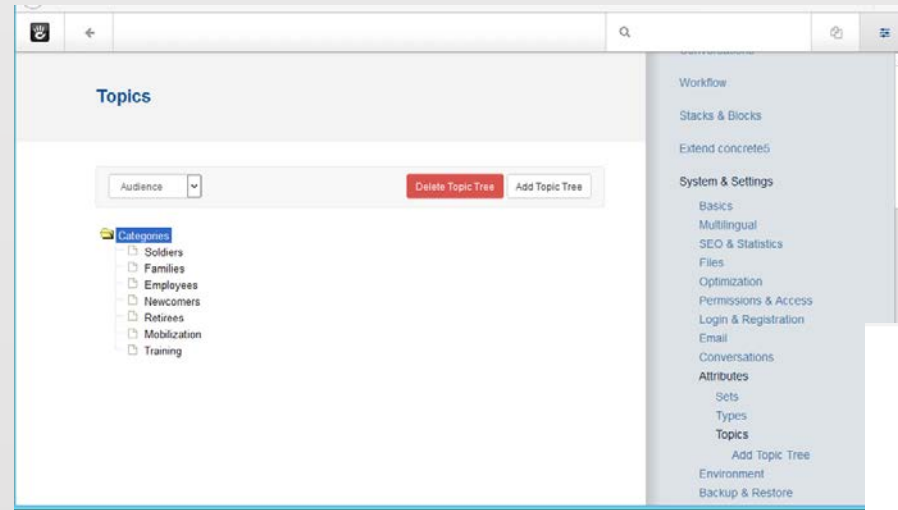 Topics
Audience
Delete Topic Tree
Add Topic Tree
Categories
Soldiers
Families
Employees
Newcomers
Retirees
Mobilization
Training
Workflow
Stacks & Blocks
Extend concrete5
System & Settings
Basics
Multilingual
SEO & Statistics
Files
Optimization
Permissions & Access
Login & Registration
Email
Conversations
Attributes
Sets
Types
Topics
Add Topic Tree
Environment
Backup & Restore